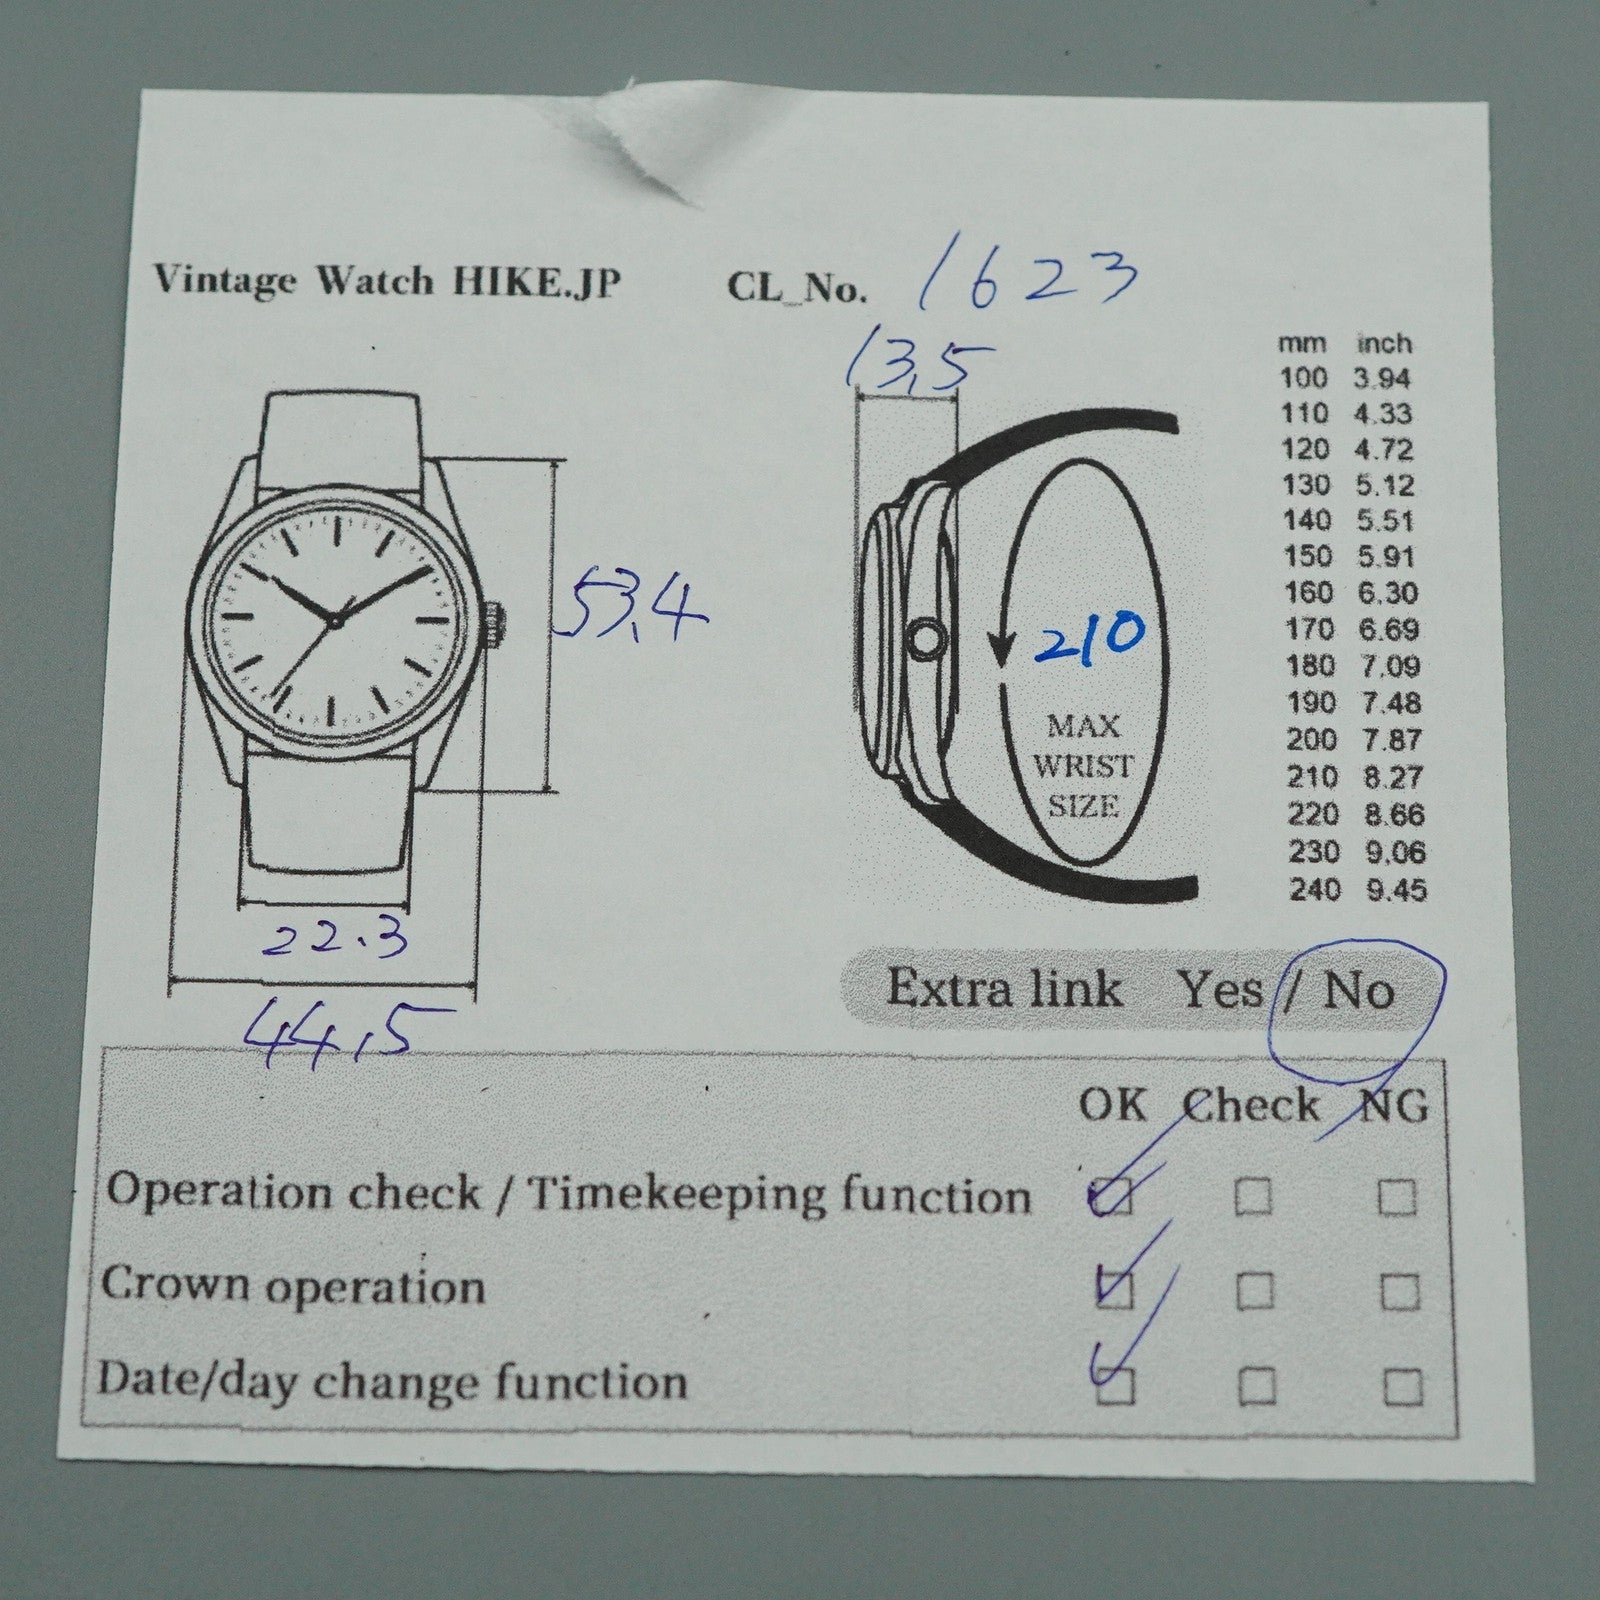 Vintage Watch HIKE.JP CL_No. 1623
13,5
53,4
22.3
44,5
210
MAX
WRIST
SIZE
mm inch
100 3.94
110 4.33
120 4.72
130 5.12
140 5.51
150 5.91
160 6.30
170 6.69
180 7.09
190 7.48
200 7.87
210 8.27
220 8.66
230 9.06
240 9.45
Extra link Yes / No
OK Check NG
Operation check / Timekeeping function
Crown operation
Date/day change function